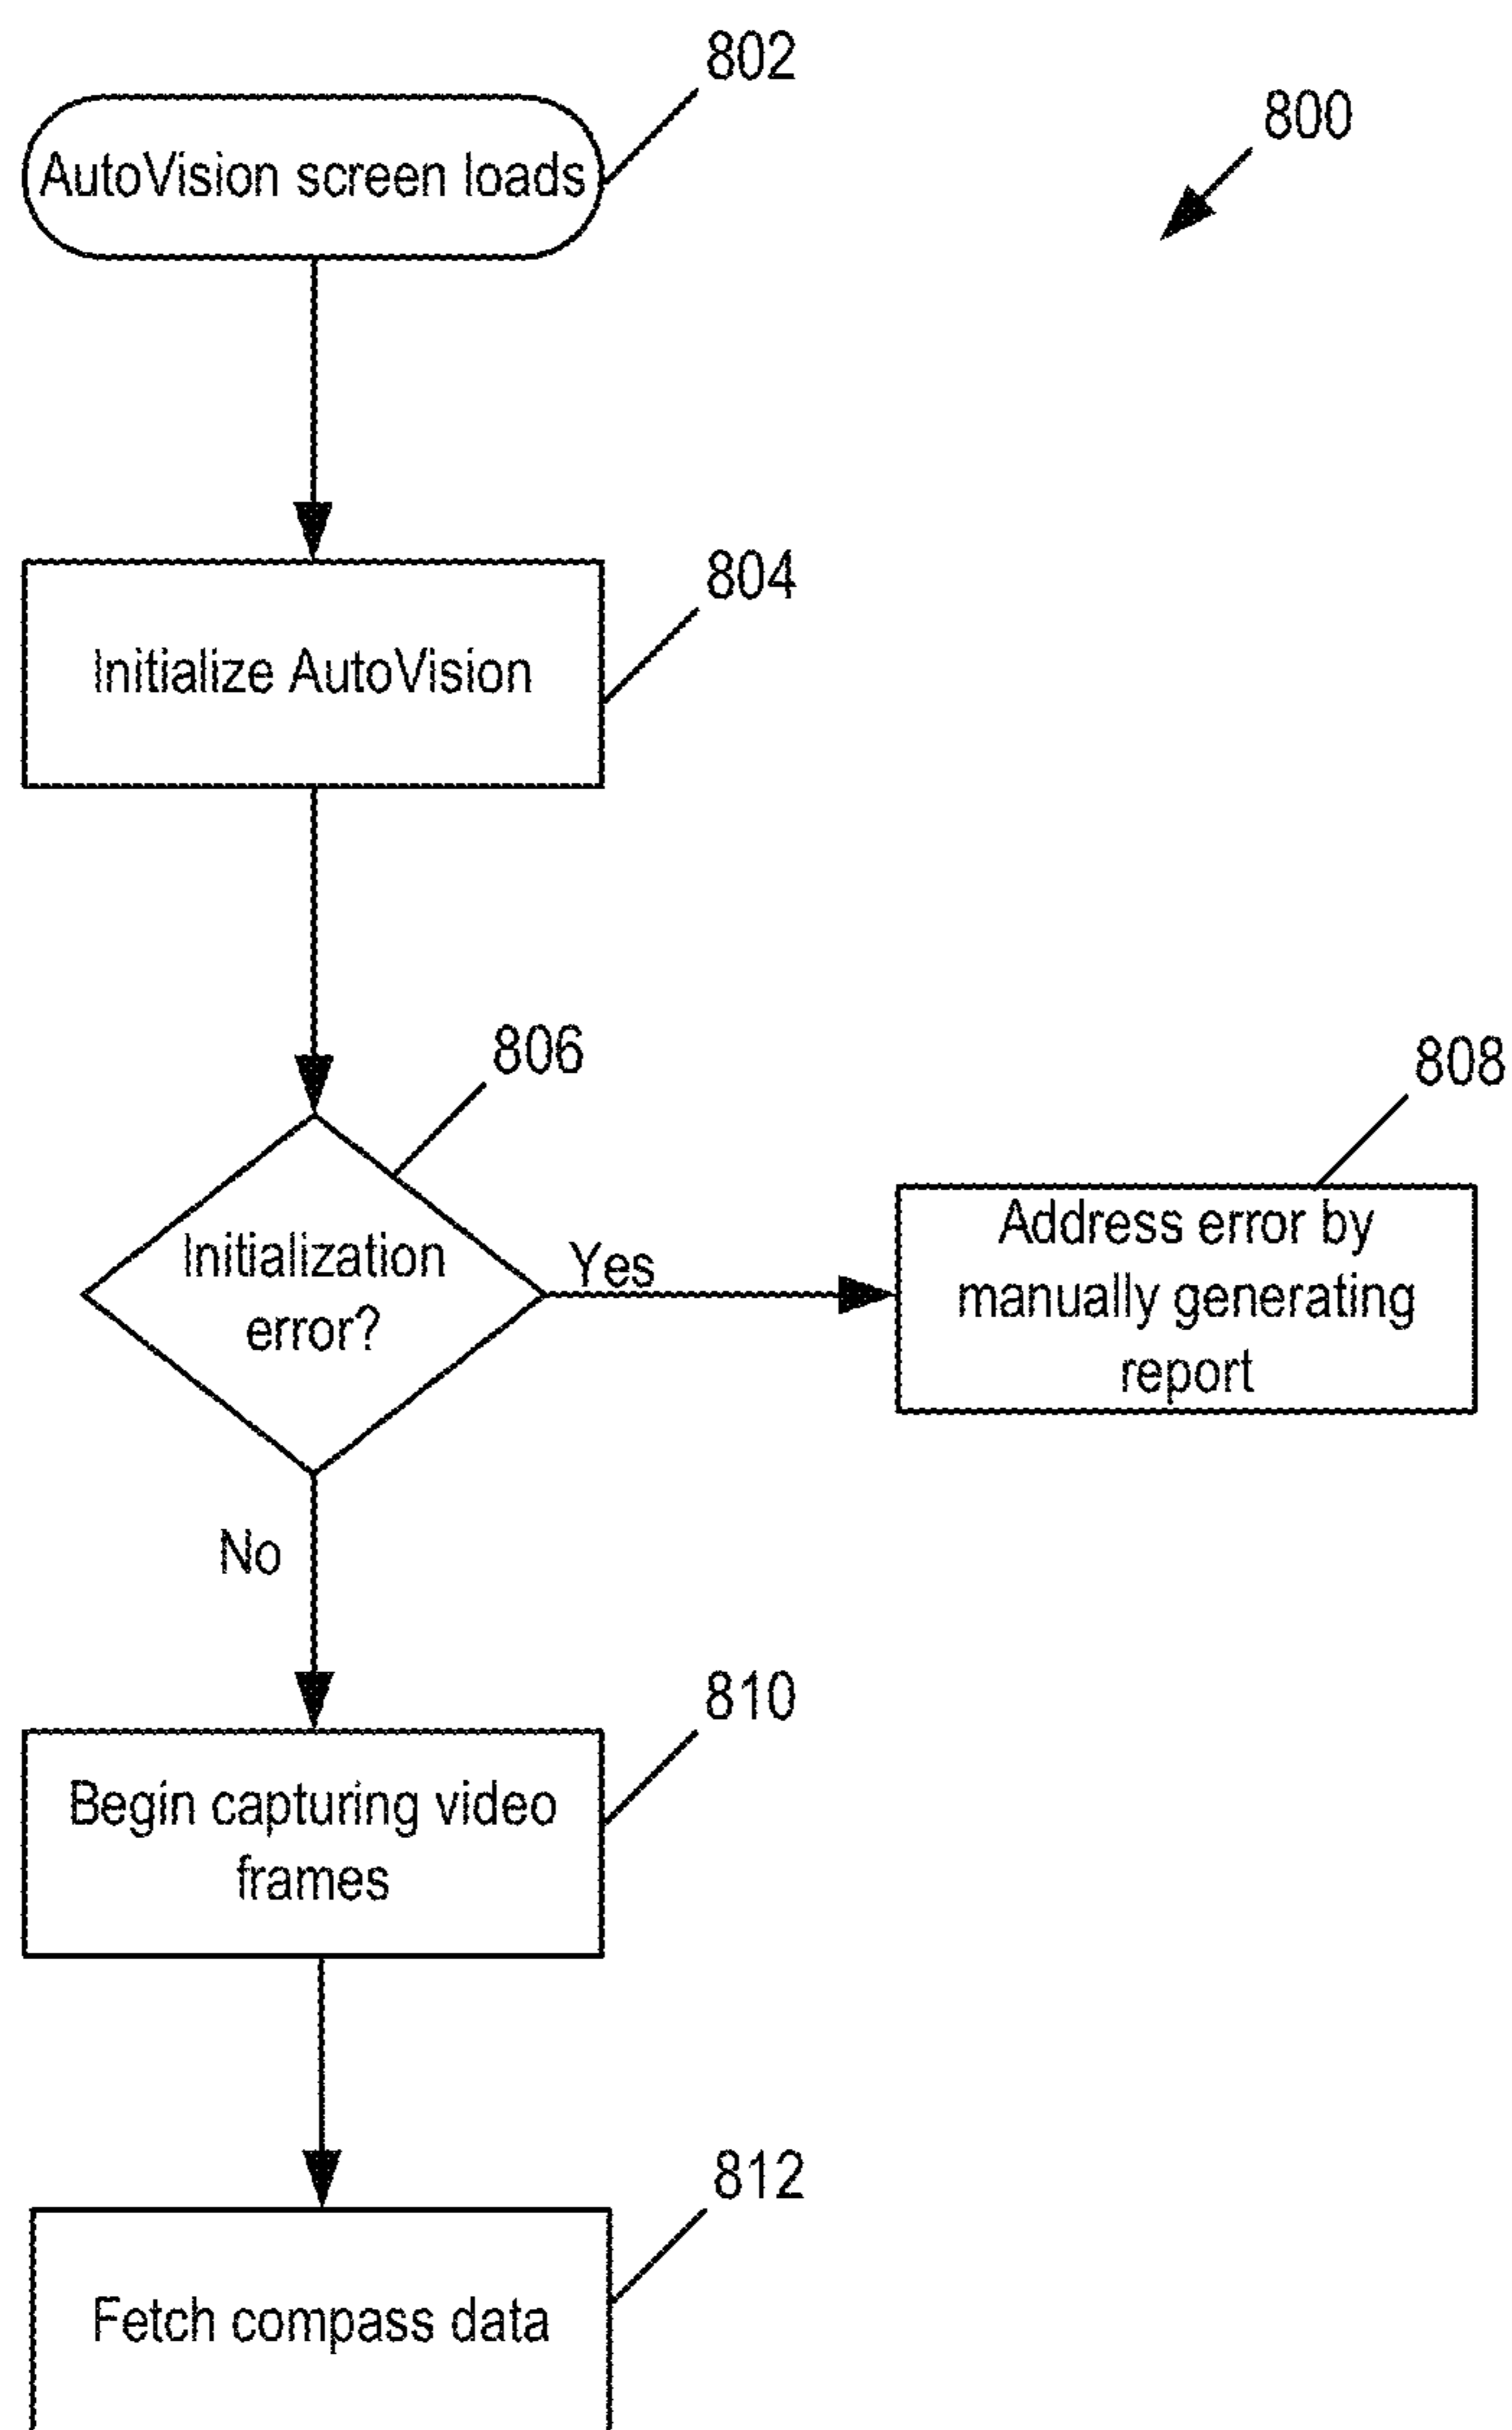 802
800
AutoVision screen loads
804
Initialize AutoVision
806
808
Initialization
error?
Yes
Address error by
manually generating
report
No
810
Begin capturing video
frames
812
Fetch compass data